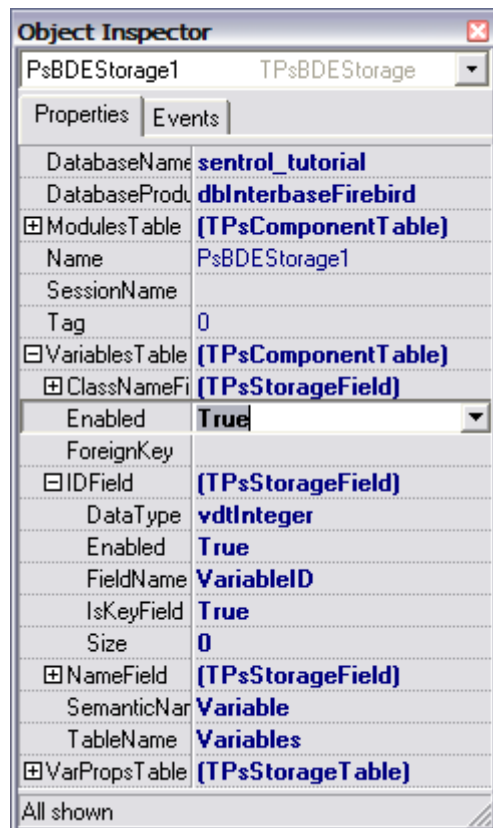 Object Inspector
PsBDEStorage1 TPsBDEStorage
Properties Events
DatabaseName sentrol_tutorial
DatabaseProdu dbInterbaseFirebird
ModulesTable (TPsComponentTable)
Name PsBDEStorage1
SessionName
Tag 0
VariablesTable (TPsComponentTable)
ClassNameFi (TPsStorageField)
Enabled True
ForeignKey
IDField (TPsStorageField)
DataType vdtInteger
Enabled True
FieldName VariableID
IsKeyField True
Size 0
NameField (TPsStorageField)
SemanticNar Variable
TableName Variables
VarPropsTable (TPsStorageTable)
All shown